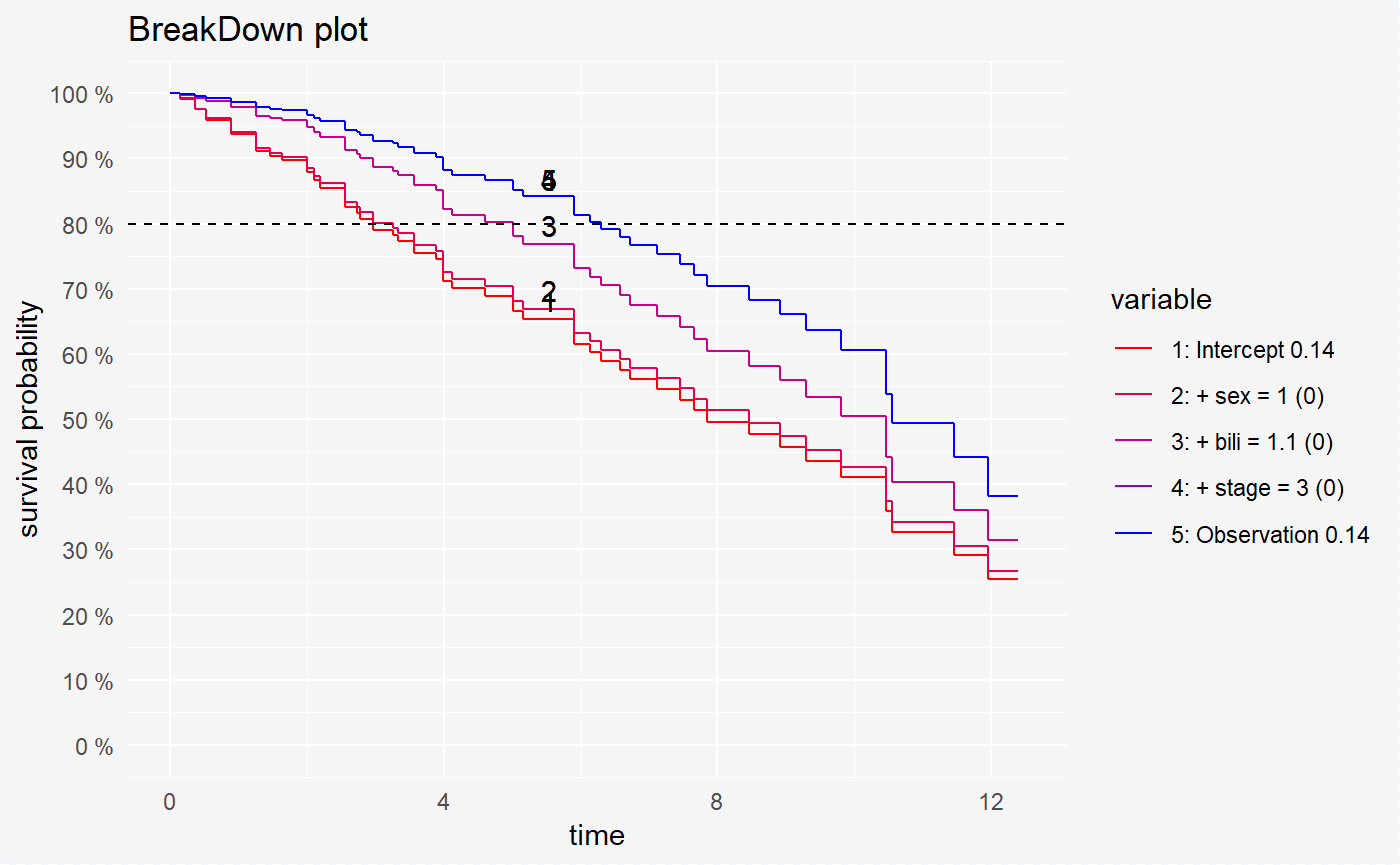 BreakDown plot
100 %
90 %
80 %
70 %
60 %
50 %
40 %
30 %
20 %
10 %
0 %
survival probability
5
4
3
2
1
0 4 8 12
time
variable
1: Intercept 0.14
2: + sex = 1 (0)
3: + bili = 1.1 (0)
4: + stage = 3 (0)
5: Observation 0.14